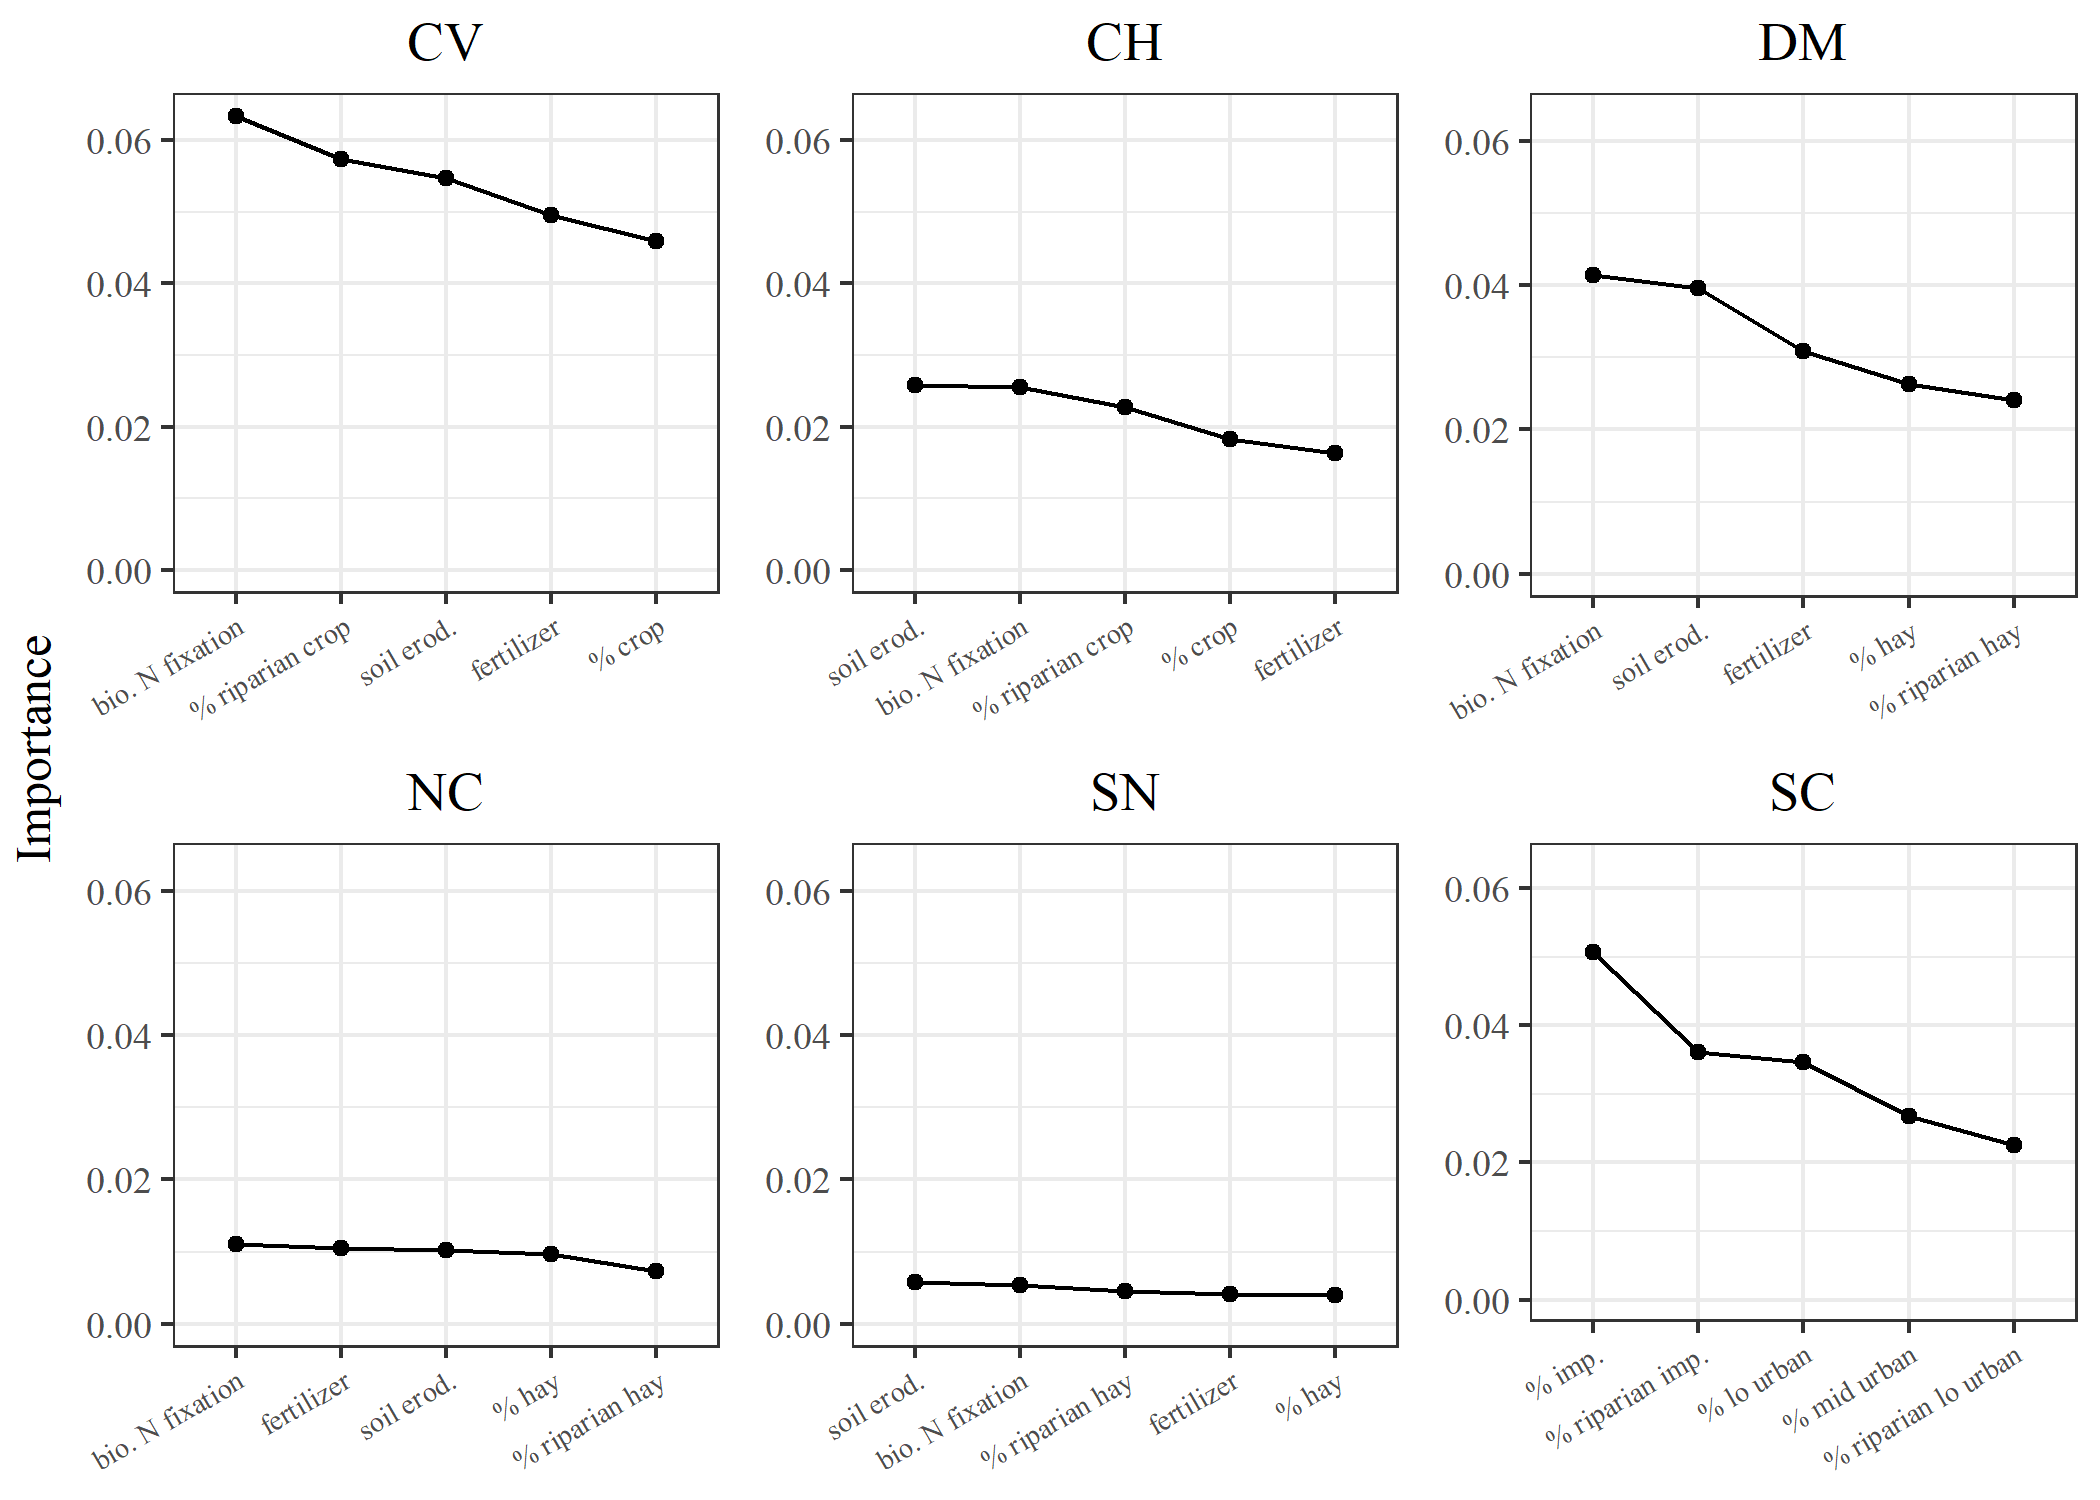 CV
CH
DM
0.06
0.04
0.02
0.00
bio. N fixation
% riparian crop
soil erod.
fertilizer
% crop
0.06
0.04
0.02
0.00
soil erod.
bio. N fixation
% riparian crop
% crop
fertilizer
0.06
0.04
0.02
0.00
bio. N fixation
soil erod.
fertilizer
% hay
% riparian hay
Importance
NC
SN
SC
0.06
0.04
0.02
0.00
bio. N fixation
fertilizer
soil erod.
% hay
% riparian hay
0.06
0.04
0.02
0.00
soil erod.
bio. N fixation
% riparian hay
fertilizer
% hay
0.06
0.04
0.02
0.00
% imp.
% riparian imp.
% lo urban
% mid urban
% riparian lo urban